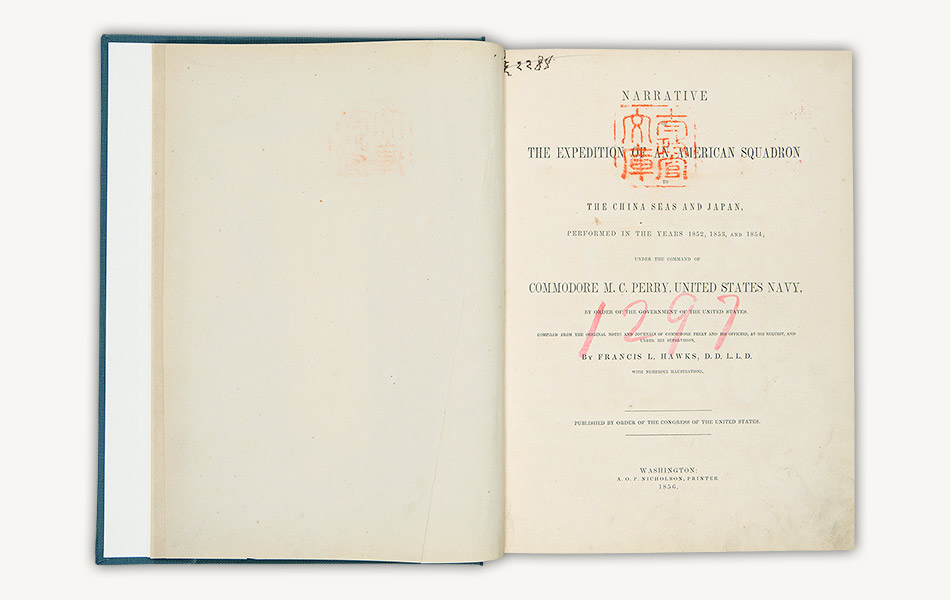 NARRATIVE
文庫
THE EXPEDITION OF AN AMERICAN SQUADRON
TO
THE CHINA SEAS AND JAPAN,
PERFORMED IN THE YEARS 1852, 1853, AND 1854,
UNDER THE COMMAND OF
COMMODORE M. C. PERRY, UNITED STATES NAVY,
BY ORDER OF THE GOVERNMENT OF THE UNITED STATES.
1297
COMPILED FROM THE ORIGINAL NOTES AND JOURNALS OF COMMODORE PERRY AND HIS OFFICERS, AT HIS REQUEST, AND
UNDER HIS SUPERVISION,
BY FRANCIS L. HAWKS, D.D. L.L.D.
WITH NUMEROUS ILLUSTRATIONS.
PUBLISHED BY ORDER OF THE CONGRESS OF THE UNITED STATES.
WASHINGTON:
A. O. P. NICHOLSON, PRINTER
1856.